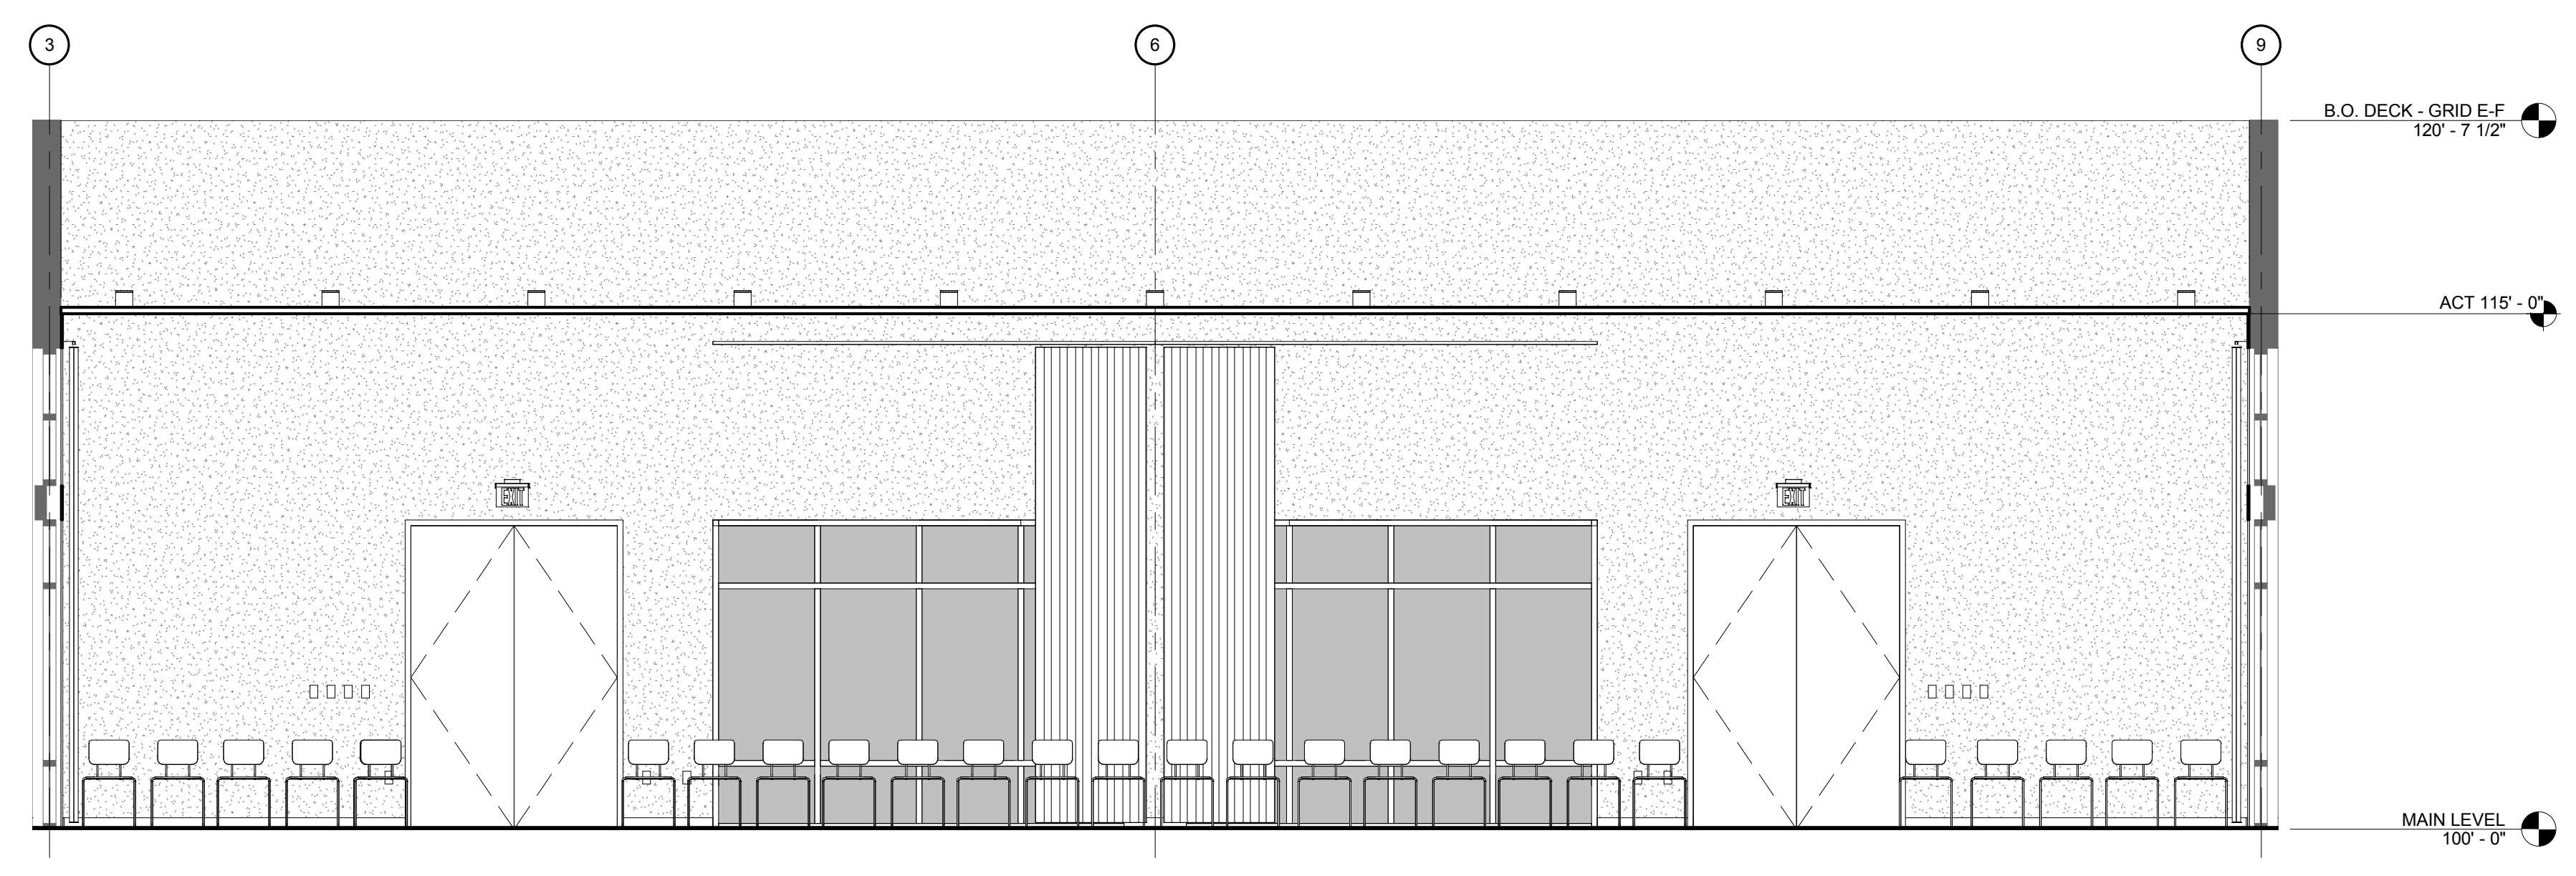 3
6
9
B.O. DECK - GRID E-F
120' - 7 1/2"
ACT 115' - 0"
EXIT
EXIT
MAIN LEVEL
100' - 0"